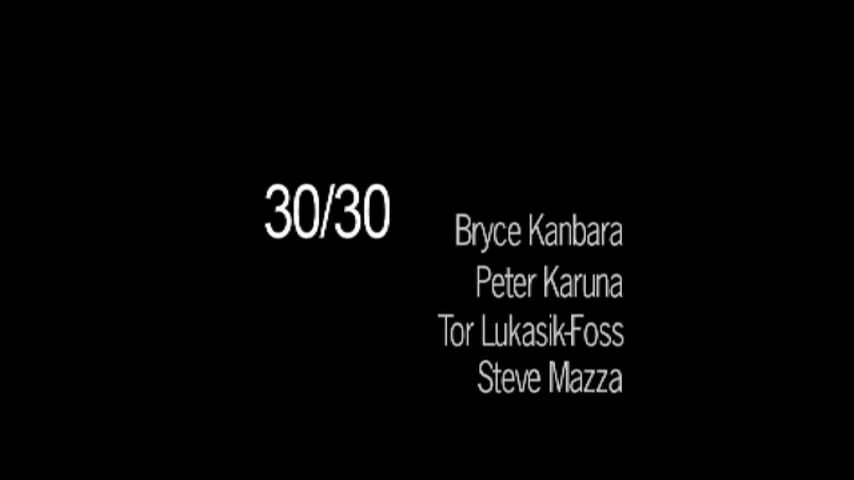 30/30
Bryce Kanbara
Peter Karuna
Tor Lukasik-Foss
Steve Mazza